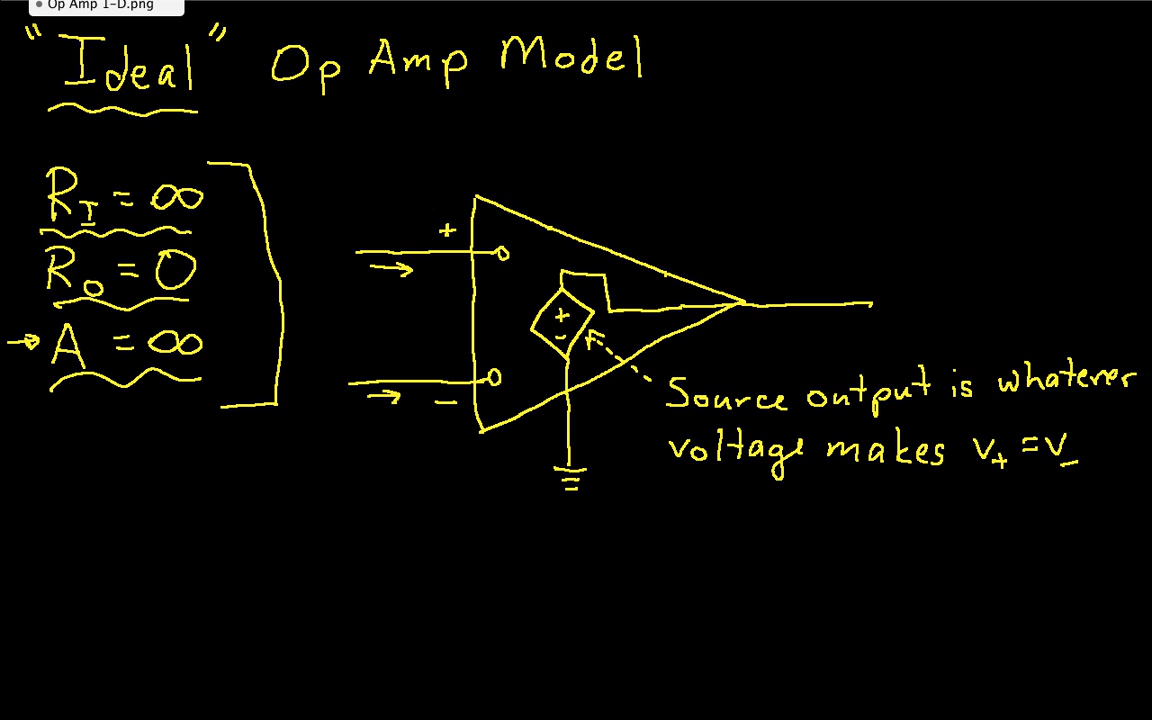 Op Amp 1-D.png
"Ideal" Op Amp Model
R_I = ∞
R_O = 0
→ A = ∞
+
+
-
-
Source output is whatever
voltage makes v₊ = v₋